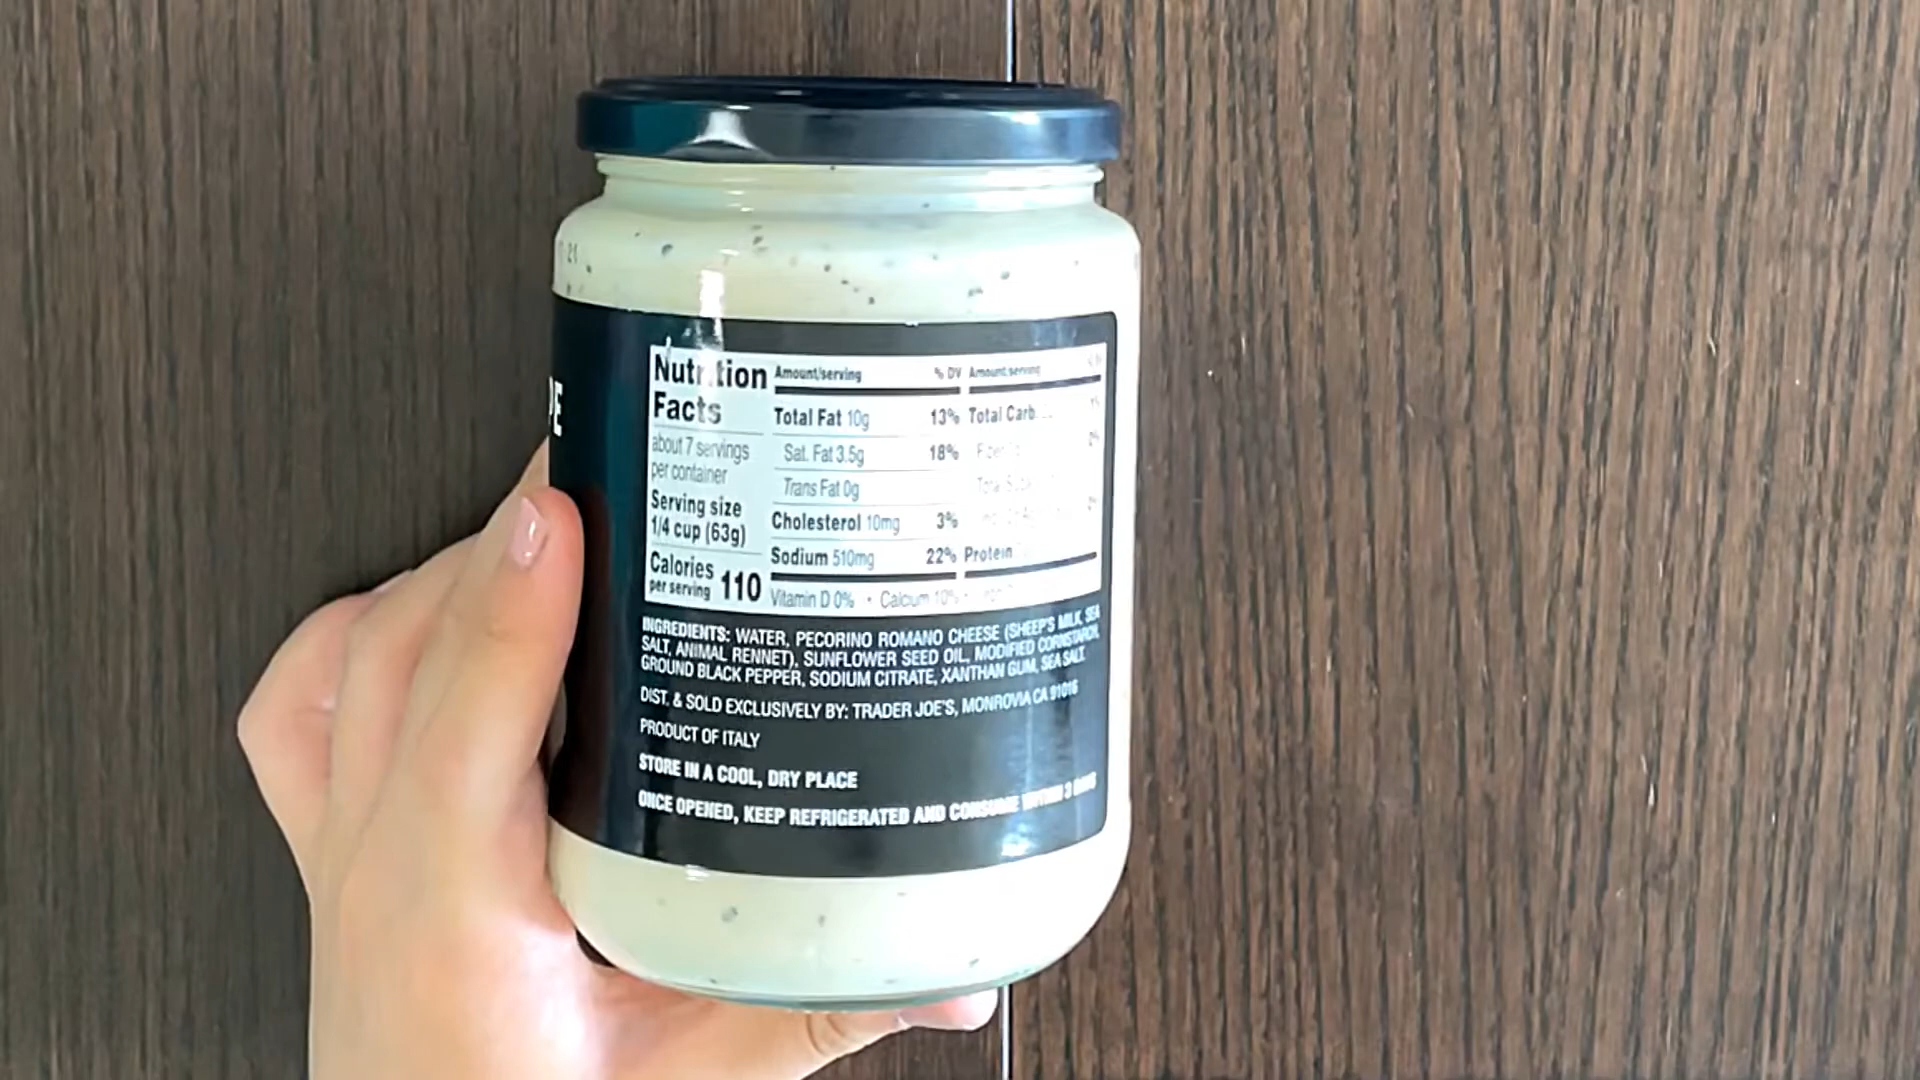 21
PE
Nutrition
Facts
about 7 servings
per container
Serving size
1/4 cup (63g)
Calories
per serving 110
Amount/serving % DV
Total Fat 10g 13%
Sat. Fat 3.5g 18%
Trans Fat 0g
Cholesterol 10mg 3%
Sodium 510mg 22%
Amount/serving
Total Carb.
Protein
Vitamin D 0% • Calcium 10% •
INGREDIENTS: WATER, PECORINO ROMANO CHEESE (SHEEP'S MILK, SEA
SALT, ANIMAL RENNET), SUNFLOWER SEED OIL, MODIFIED CORNSTARCH,
GROUND BLACK PEPPER, SODIUM CITRATE, XANTHAN GUM, SEA SALT.
DIST. & SOLD EXCLUSIVELY BY: TRADER JOE'S, MONROVIA CA 91016
PRODUCT OF ITALY
STORE IN A COOL, DRY PLACE
ONCE OPENED, KEEP REFRIGERATED AND CONSUME WITHIN 3 DAYS